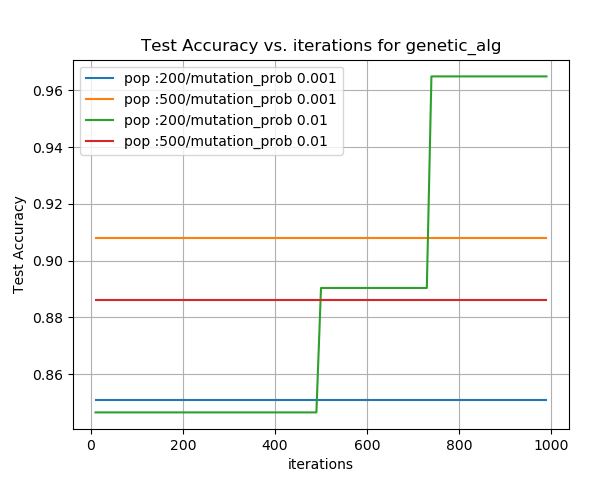 Test Accuracy vs. iterations for genetic_alg
pop :200/mutation_prob 0.001
pop :500/mutation_prob 0.001
pop :200/mutation_prob 0.01
pop :500/mutation_prob 0.01
Test Accuracy
0.96
0.94
0.92
0.90
0.88
0.86
0 200 400 600 800 1000
iterations